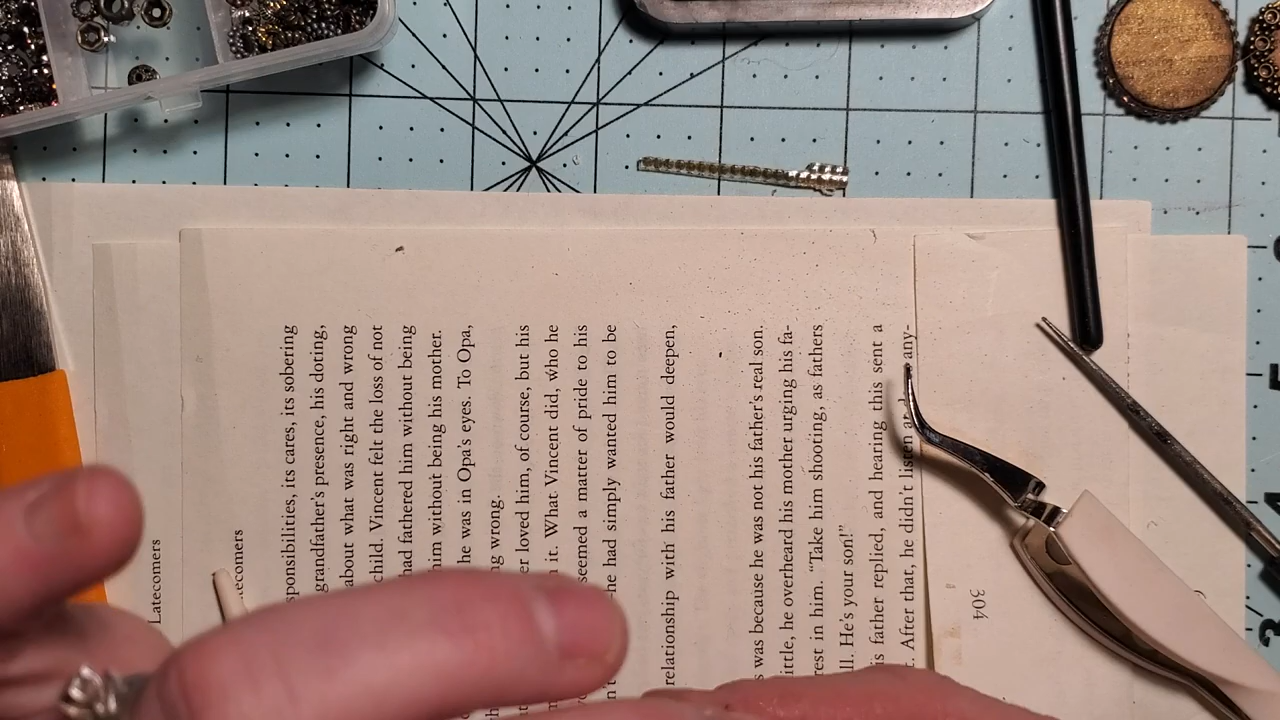 Latecomers
tecomers
sponsibilities, its cares, its sobering
grandfather's presence, his doting,
about what was right and wrong
child. Vincent felt the loss of not
had fathered him without being
him without being his mother.
he was in Opa's eyes. To Opa,
ng wrong.
er loved him, of course, but his
it. What Vincent did, who he
seemed a matter of pride to his
he had simply wanted him to be
relationship with his father would deepen,
s was because he was not his father's real son.
ittle, he overheard his mother urging his fa-
rest in him. "Take him shooting, as fathers
ll. He's your son!"
is father replied, and hearing this sent a
After that, he didn't listen at any-
304
3